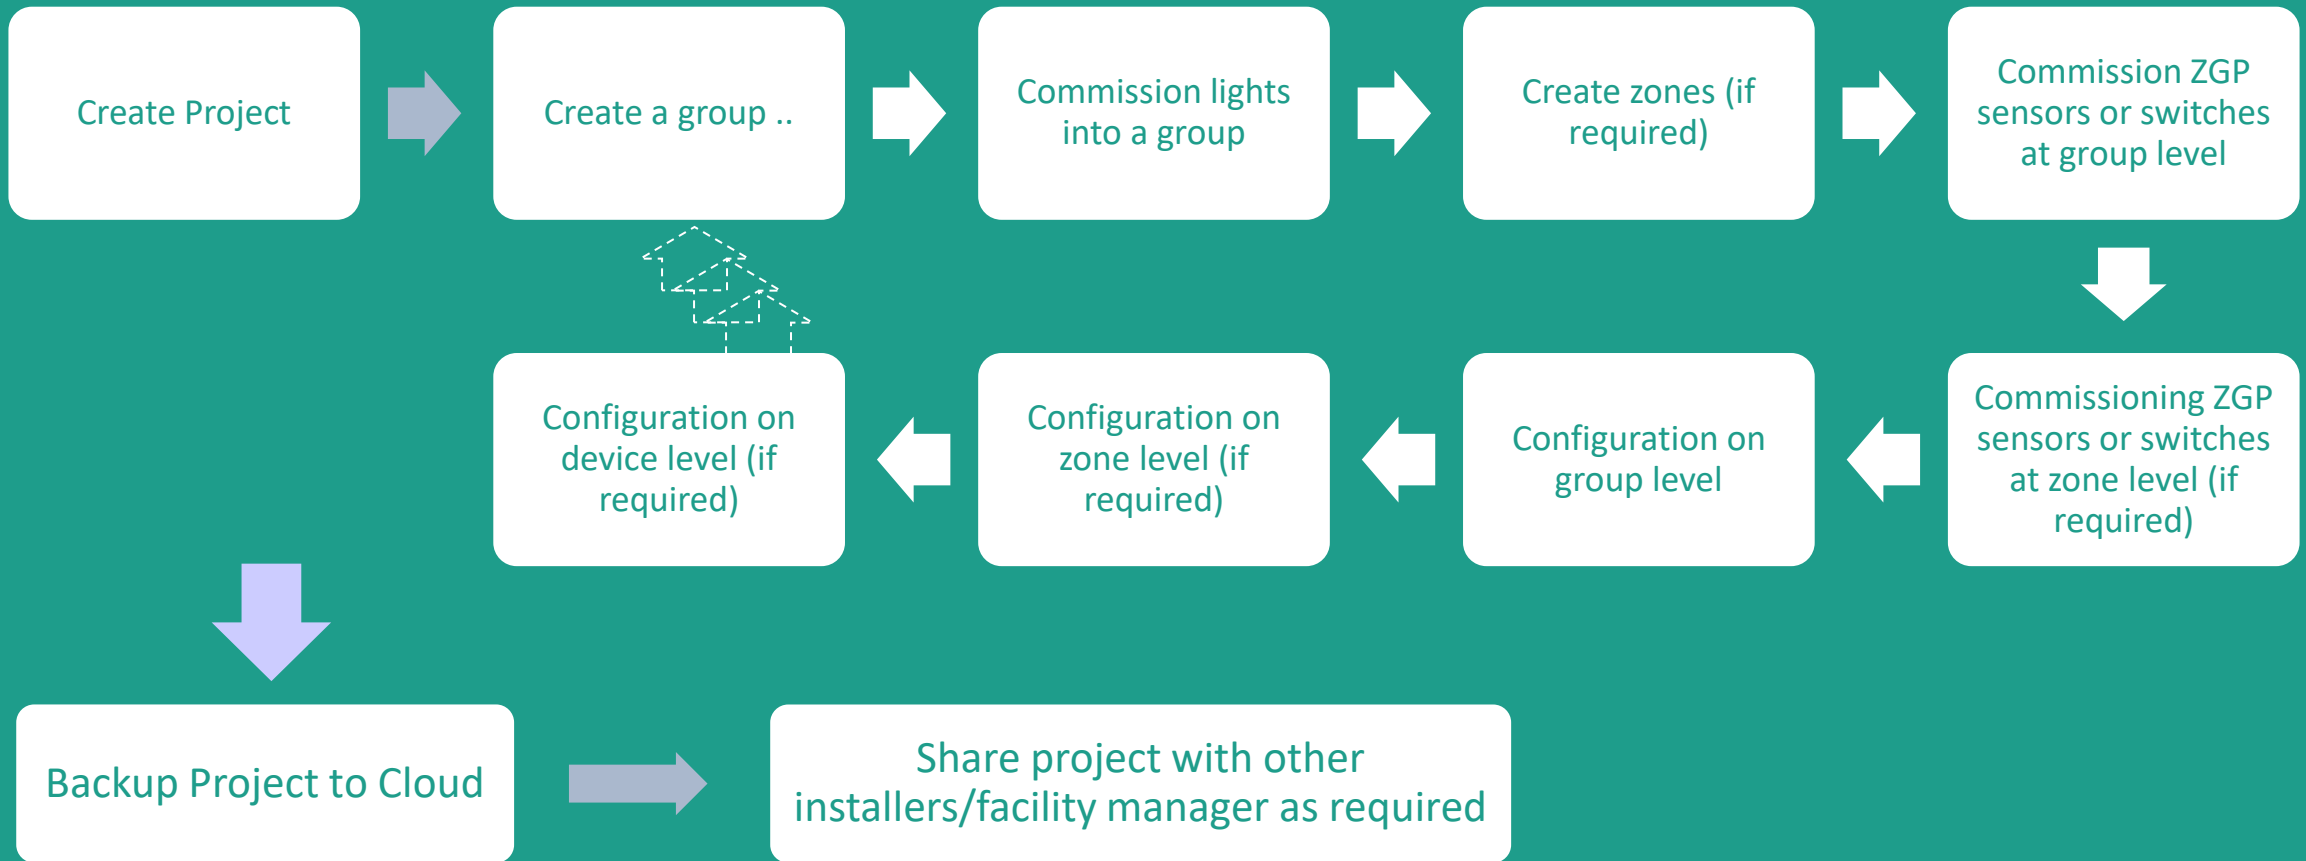 Create Project
Create a group ..
Commission lights
into a group
Create zones (if
required)
Commission ZGP
sensors or switches
at group level
Commissioning ZGP
sensors or switches
at zone level (if
required)
Configuration on
group level
Configuration on
zone level (if
required)
Configuration on
device level (if
required)
Backup Project to Cloud
Share project with other
installers/facility manager as required